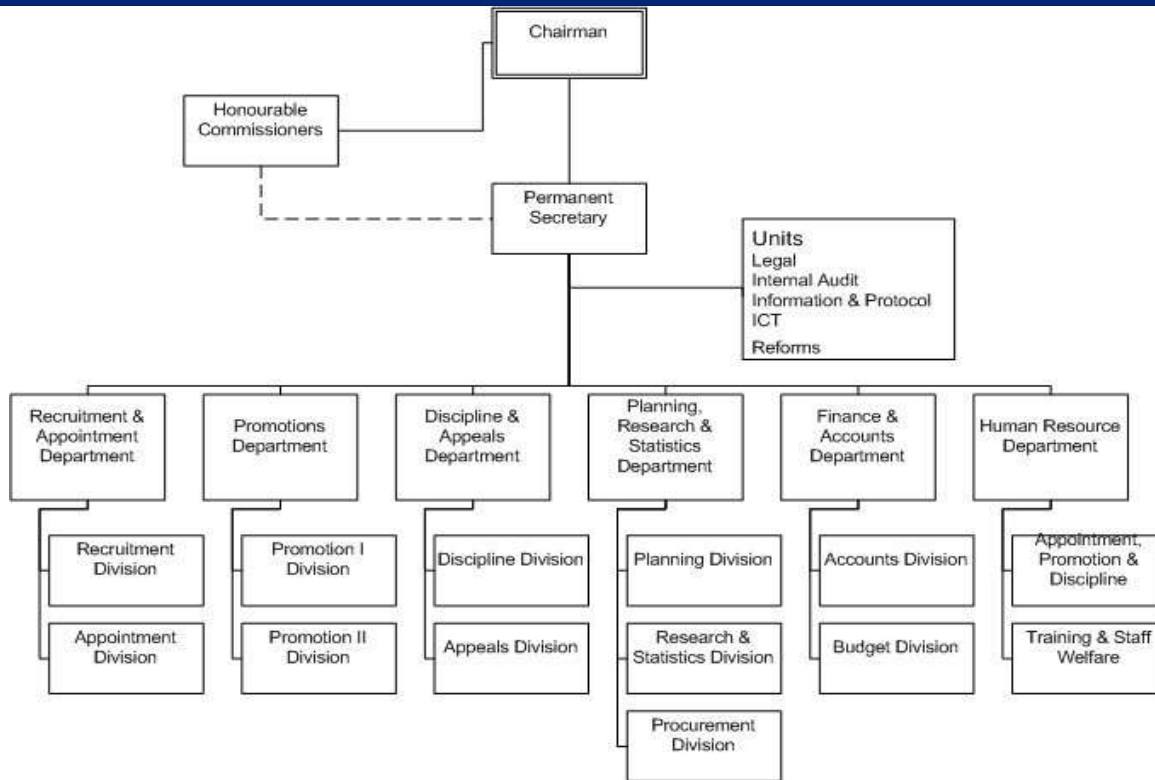 Chairman
Honourable
Commissioners
Permanent
Secretary
Units
Legal
Internal Audit
Information & Protocol
ICT
Reforms
Recruitment &
Appointment
Department
Promotions
Department
Discipline &
Appeals
Department
Planning,
Research &
Statistics
Department
Finance &
Accounts
Department
Human Resource
Department
Recruitment
Division
Appointment
Division
Promotion I
Division
Promotion II
Division
Discipline Division
Appeals Division
Planning Division
Research &
Statistics Division
Procurement
Division
Accounts Division
Budget Division
Appointment,
Promotion &
Discipline
Training & Staff
Welfare